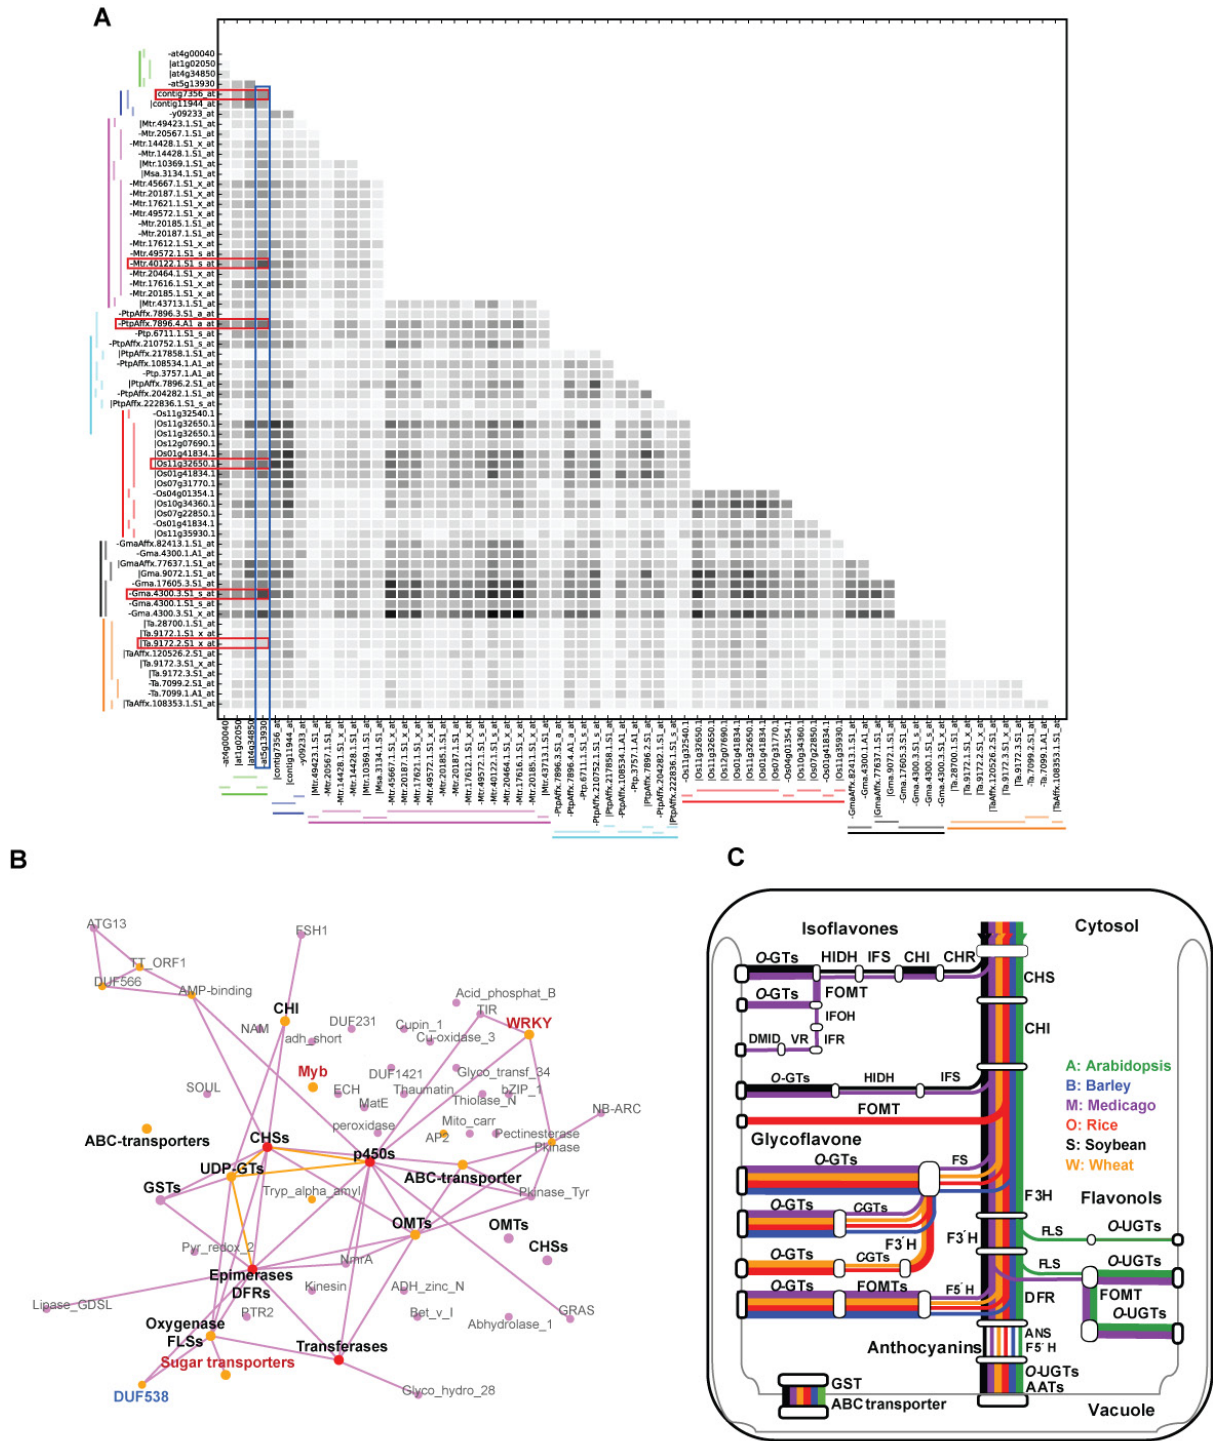 A
-at4g00040
|at1g02050
|at4g34850
-at5g13930
|contig7356_at
|contig11944_at
-y09233_at
|Mtr.49423.1.S1_at
-Mtr.20567.1.S1_at
-Mtr.14428.1.S1_x_at
-Mtr.14428.1.S1_at
|Mtr.10369.1.S1_at
|Msa.3134.1.S1_at
-Mtr.45667.1.S1_x_at
-Mtr.20187.1.S1_x_at
-Mtr.17621.1.S1_x_at
-Mtr.49572.1.S1_x_at
-Mtr.20185.1.S1_at
-Mtr.20187.1.S1_at
-Mtr.17612.1.S1_x_at
-Mtr.49572.1.S1_s_at
-Mtr.40122.1.S1_s_at
-Mtr.20464.1.S1_x_at
-Mtr.17616.1.S1_x_at
-Mtr.20185.1.S1_x_at
|Mtr.43713.1.S1_at
-PtpAffx.7896.3.S1_a_at
-PtpAffx.7896.4.A1_a_at
-Ptp.6711.1.S1_s_at
-PtpAffx.210752.1.S1_s_at
|PtpAffx.217858.1.S1_at
-PtpAffx.108534.1.A1_at
-Ptp.3757.1.A1_at
|PtpAffx.7896.2.S1_at
-PtpAffx.204282.1.S1_at
|PtpAffx.222836.1.S1_s_at
-Os11g32540.1
|Os11g32650.1
|Os11g32650.1
|Os12g07690.1
|Os01g41834.1
|Os11g32650.1
|Os01g41834.1
|Os07g31770.1
-Os04g01354.1
|Os10g34360.1
|Os07g22850.1
-Os01g41834.1
|Os11g35930.1
-GmaAffx.82413.1.S1_at
-Gma.4300.1.A1_at
|GmaAffx.77637.1.S1_at
|Gma.9072.1.S1_at
-Gma.17605.3.S1_at
-Gma.4300.3.S1_s_at
-Gma.4300.1.S1_s_at
-Gma.4300.3.S1_x_at
|Ta.28700.1.S1_at
|Ta.9172.1.S1_x_at
|Ta.9172.2.S1_x_at
|TaAffx.120526.2.S1_at
|Ta.9172.3.S1_x_at
|Ta.9172.3.S1_at
-Ta.7099.2.S1_at
-Ta.7099.1.A1_at
|TaAffx.108353.1.S1_at
B
ATG13
FSH1
TT_ORF1
DUF566
AMP-binding
Acid_phosphat_B
CHI
TIR
NAM
DUF231
Cupin_1
WRKY
adh_short
Cu-oxidase_3
DUF1421
Glyco_transf_34
Myb
SOUL
ECH
Thaumatin
bZIP_1
Thiolase_N
MatE
NB-ARC
peroxidase
Mito_carr
AP2
Pectinesterase
ABC-transporters
CHSs
Pkinase
p450s
UDP-GTs
ABC-transporter
GSTs
Tryp_alpha_amyl
Pkinase_Tyr
OMTs
OMTs
CHSs
Pyr_redox_2
NmrA
Epimerases
DFRs
Kinesin
ADH_zinc_N
Lipase_GDSL
PTR2
Bet_v_I
GRAS
Oxygenase
Abhydrolase_1
FLSs
Transferases
Sugar transporters
DUF538
Glyco_hydro_28
C
Isoflavones
Cytosol
O-GTs HIDH IFS CHI CHR
CHS
O-GTs FOMT
IFOH
CHI
DMID VR IFR
O-GTs HIDH IFS
FOMT
A: Arabidopsis
B: Barley
M: Medicago
O: Rice
S: Soybean
W: Wheat
Glycoflavone
O-GTs FS
F3H
Flavonols
O-GTs CGTs
F3´H
F3´H
FLS O-UGTs
O-GTs CGTs
FLS O-UGTs
O-GTs FOMTs F5´H
DFR
FOMT
O-UGTs
Anthocyanins
ANS
F5´H
O-UGTs
AATs
GST
ABC transporter
Vacuole